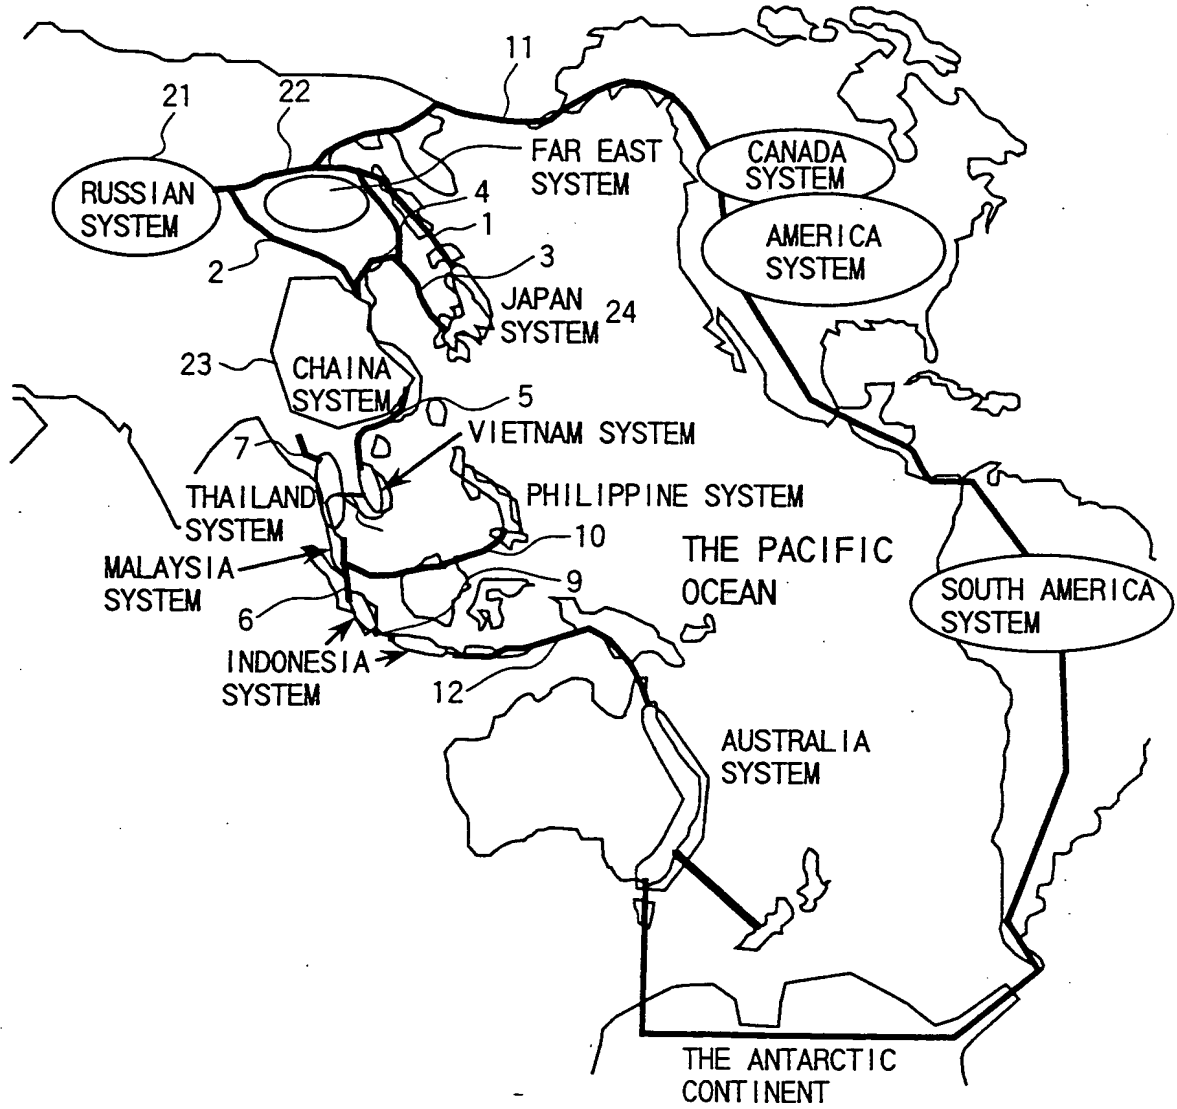 11
21
22
FAR EAST
SYSTEM
CANADA
SYSTEM
RUSSIAN
SYSTEM
4
1
AMERICA
SYSTEM
2
3
JAPAN
SYSTEM
24
23
CHAINA
SYSTEM
5
VIETNAM SYSTEM
7
THAILAND
SYSTEM
PHILIPPINE SYSTEM
10
THE PACIFIC
OCEAN
MALAYSIA
SYSTEM
9
SOUTH AMERICA
SYSTEM
6
INDONESIA
SYSTEM
12
AUSTRALIA
SYSTEM
THE ANTARCTIC
CONTINENT